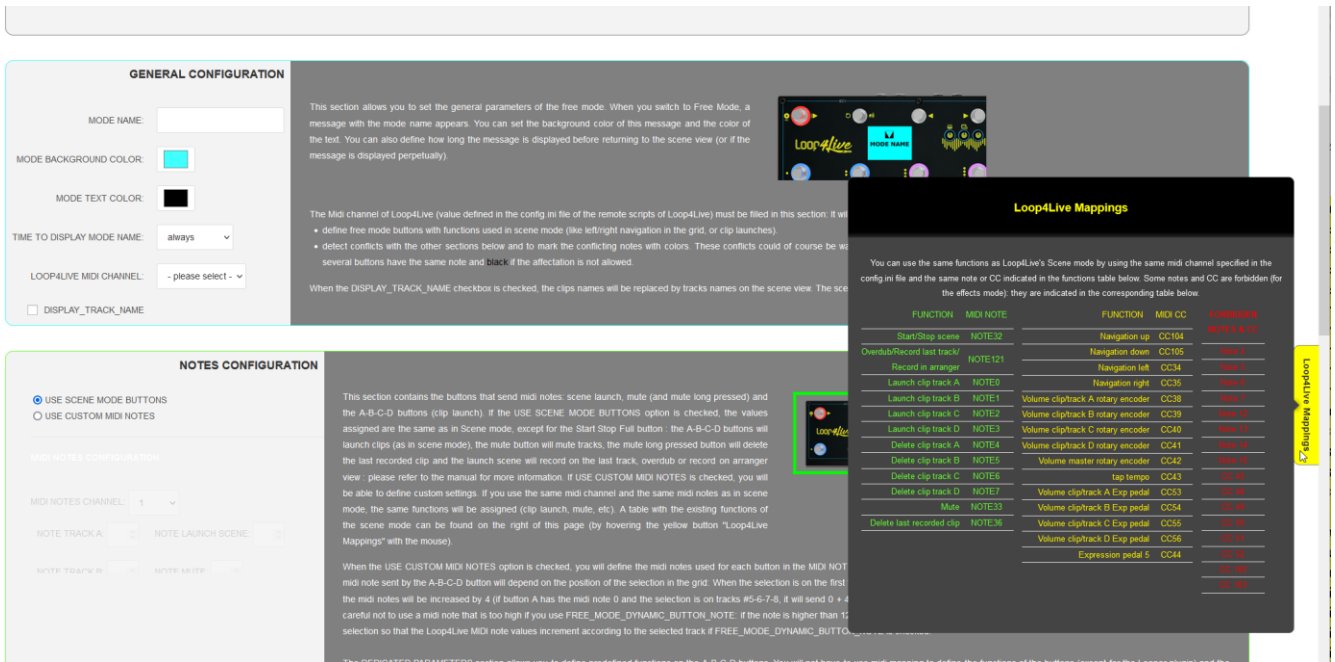 GENERAL CONFIGURATION
MODE NAME:
MODE BACKGROUND COLOR:
MODE TEXT COLOR:
TIME TO DISPLAY MODE NAME: always
LOOP4LIVE MIDI CHANNEL: - please select -
DISPLAY_TRACK_NAME
This section allows you to set the general parameters of the free mode. When you switch to Free Mode, a
message with the mode name appears. You can set the background color of this message and the color of
the text. You can also define how long the message is displayed before returning to the scene view (or if the
message is displayed perpetually).
Loop4Live
MODE NAME
The Midi channel of Loop4Live (value defined in the config.ini file of the remote scripts of Loop4Live) must be filled in this section: It wil
define free mode buttons with functions used in scene mode (like left/right navigation in the grid, or clip launches).
detect conflicts with the other sections below and to mark the conflicting notes with colors. These conflicts could of course be wa
several buttons have the same note and black if the affectation is not allowed.
When the DISPLAY_TRACK_NAME checkbox is checked, the clips names will be replaced by tracks names on the scene view. The sce
NOTES CONFIGURATION
USE SCENE MODE BUTTONS
USE CUSTOM MIDI NOTES
MIDI NOTES CONFIGURATION
MIDI NOTES CHANNEL: 1
NOTE TRACK A: NOTE LAUNCH SCENE:
NOTE TRACK B: NOTE MUTE:
This section contains the buttons that send midi notes: scene launch, mute (and mute long pressed) and
the A-B-C-D buttons (clip launch). If the USE SCENE MODE BUTTONS option is checked, the values
assigned are the same as in Scene mode, except for the Start Stop Full button : the A-B-C-D buttons will
launch clips (as in scene mode), the mute button will mute tracks, the mute long pressed button will delete
the last recorded clip and the launch scene will record on the last track, overdub or record on arranger
view : please refer to the manual for more information. If USE CUSTOM MIDI NOTES is checked, you will
be able to define custom settings. If you use the same midi channel and the same midi notes as in scene
mode, the same functions will be assigned (clip launch, mute, etc). A table with the existing functions of
the scene mode can be found on the right of this page (by hovering the yellow button "Loop4Live
Mappings" with the mouse).
When the USE CUSTOM MIDI NOTES option is checked, you will define the midi notes used for each button in the MIDI NOT
midi note sent by the A-B-C-D button will depend on the position of the selection in the grid. When the selection is on the first
the midi notes will be increased by 4 (if button A has the midi note 0 and the selection is on tracks #5-6-7-8, it will send 0 + 4
careful not to use a midi note that is too high if you use FREE_MODE_DYNAMIC_BUTTON_NOTE: if the note is higher than 12
selection so that the Loop4Live MIDI note values increment according to the selected track if FREE_MODE_DYNAMIC_BUTTON_NOTE
Loop4Live Mappings
You can use the same functions as Loop4Live's Scene mode by using the same midi channel specified in the
config.ini file and the same note or CC indicated in the functions table below. Some notes and CC are forbidden (for
the effects mode): they are indicated in the corresponding table below.
FUNCTION MIDI NOTE
Start/Stop scene NOTE32
Overdub/Record last track/
Record in arranger NOTE121
Launch clip track A NOTE0
Launch clip track B NOTE1
Launch clip track C NOTE2
Launch clip track D NOTE3
Delete clip track A NOTE4
Delete clip track B NOTE5
Delete clip track C NOTE6
Delete clip track D NOTE7
Mute NOTE33
Delete last recorded clip NOTE36
FUNCTION MIDI CC
Navigation up CC104
Navigation down CC105
Navigation left CC34
Navigation right CC35
Volume clip/track A rotary encoder CC38
Volume clip/track B rotary encoder CC39
Volume clip/track C rotary encoder CC40
Volume clip/track D rotary encoder CC41
Volume master rotary encoder CC42
tap tempo CC43
Volume clip/track A Exp pedal CC53
Volume clip/track B Exp pedal CC54
Volume clip/track C Exp pedal CC55
Volume clip/track D Exp pedal CC56
Expression pedal 5 CC44
NOTES & CC
Loop4Live Mappings